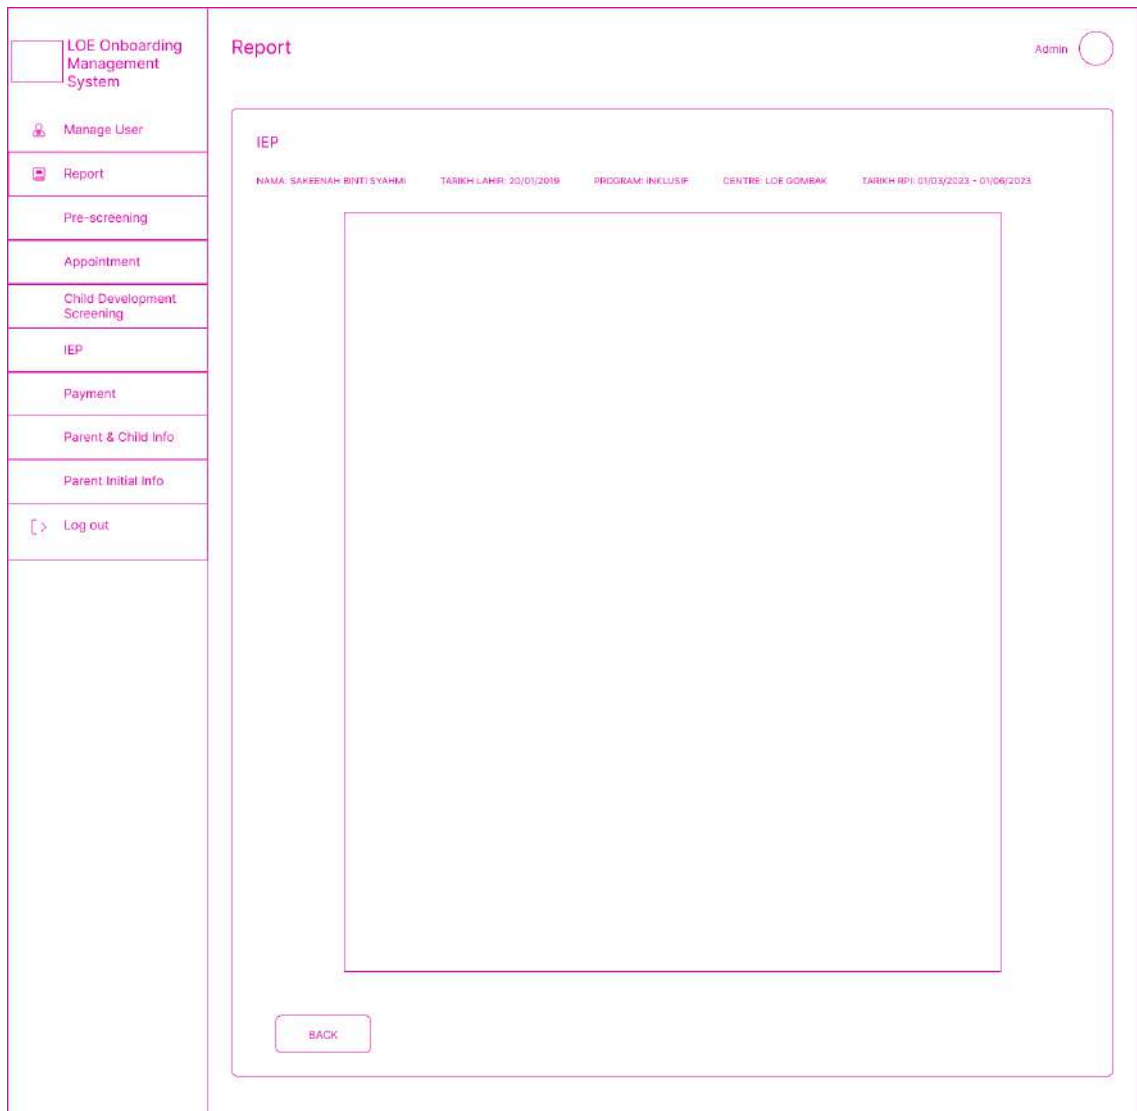 LOE Onboarding
Management
System
Manage User
Report
Pre-screening
Appointment
Child Development
Screening
IEP
Payment
Parent & Child Info
Parent Initial Info
Log out
Report
Admin
IEP
NAMA: SAKEENAH BINTI SYAHMI TARIKH LAHIR: 20/01/2019 PROGRAM: INKLUSIF CENTRE: LOE GOMBAK TARIKH RPI: 01/03/2023 - 01/06/2023
BACK